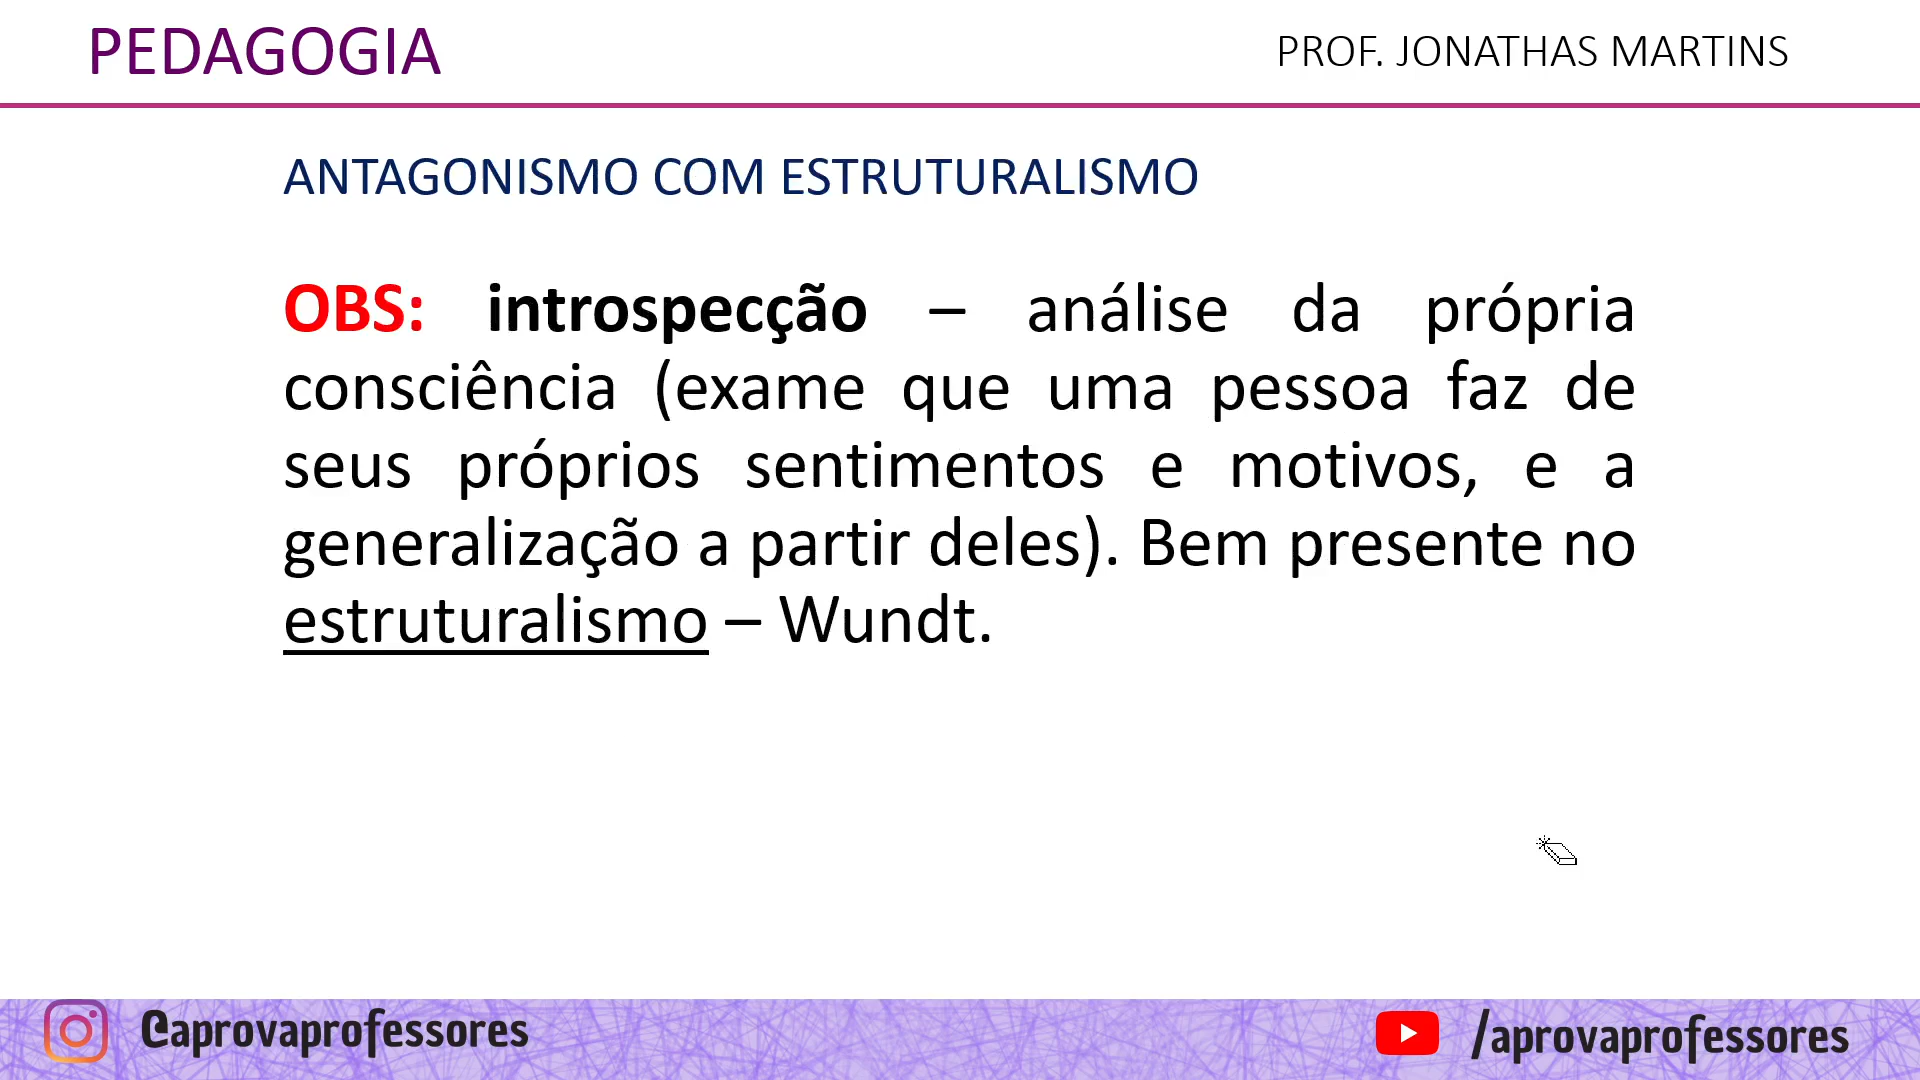 PEDAGOGIA
PROF. JONATHAS MARTINS
ANTAGONISMO COM ESTRUTURALISMO
OBS: introspecção – análise da própria
consciência (exame que uma pessoa faz de
seus próprios sentimentos e motivos, e a
generalização a partir deles). Bem presente no
estruturalismo – Wundt.
@aprovaprofessores
/aprovaprofessores